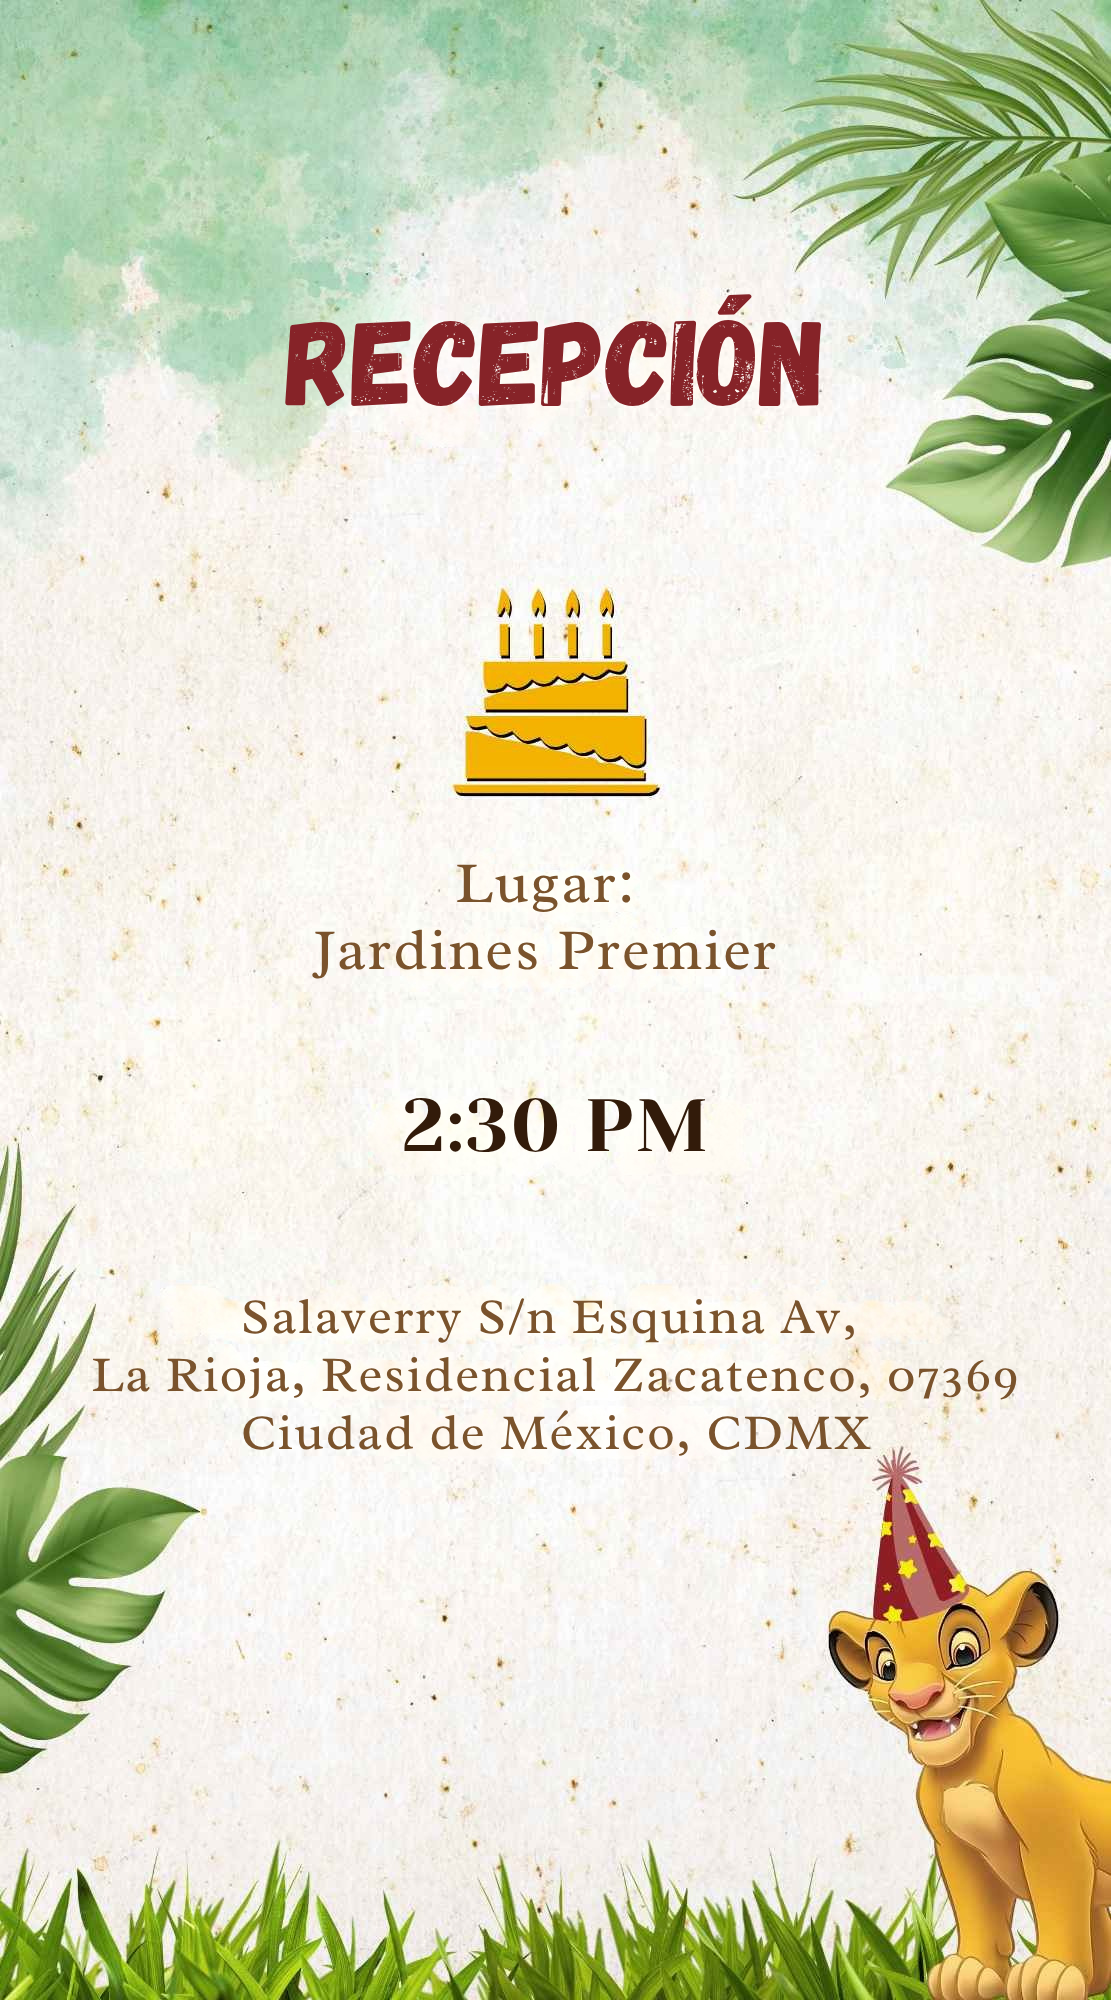 RECEPCIÓN
Lugar:
Jardines Premier
2:30 PM
Salaverry S/n Esquina Av,
La Rioja, Residencial Zacatenco, 07369
Ciudad de México, CDMX